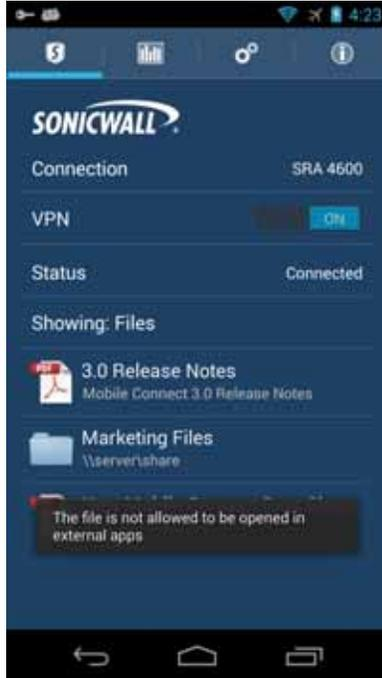 4:23
SONICWALL
Connection SRA 4600
VPN ON
Status Connected
Showing: Files
PDF
3.0 Release Notes
Mobile Connect 3.0 Release Notes
Marketing Files
\\server\share
The file is not allowed to be opened in
external apps